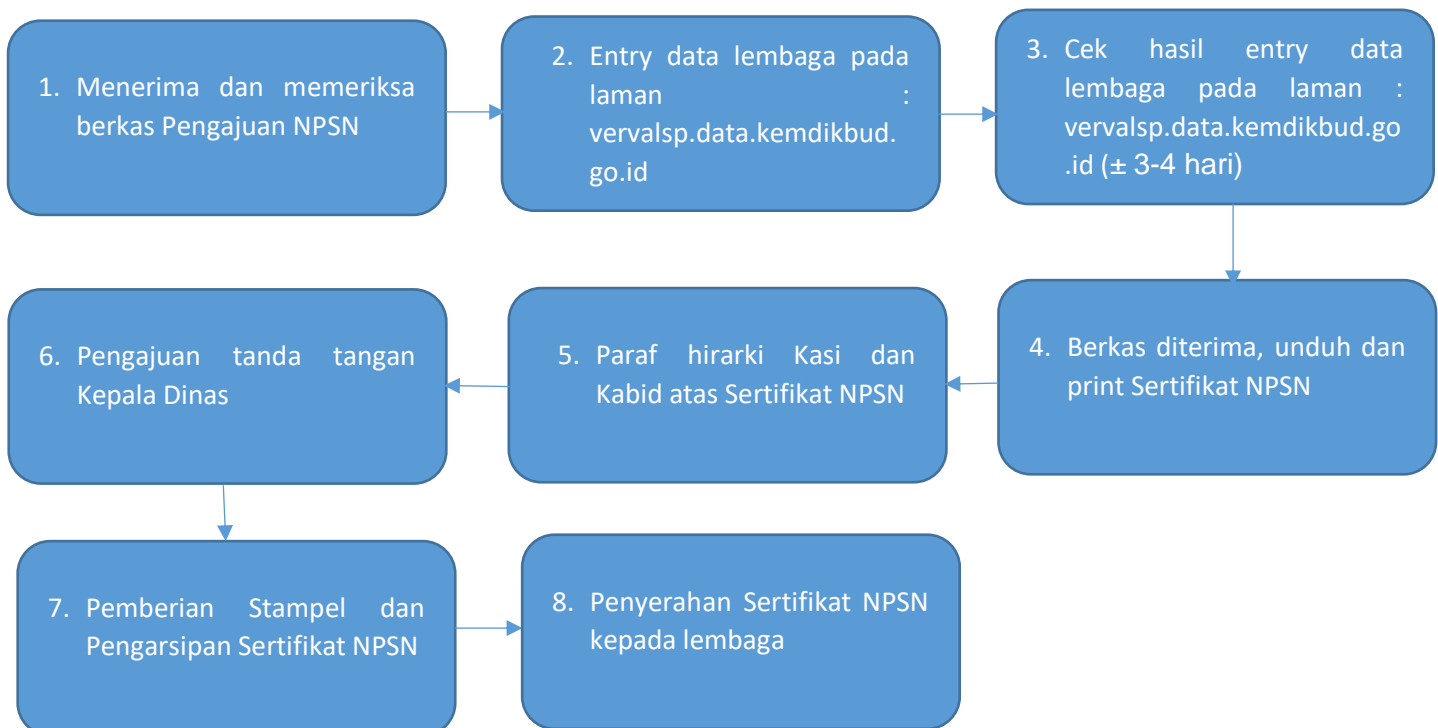 1. Menerima dan memeriksa
berkas Pengajuan NPSN
2. Entry data lembaga pada
laman :
vervalsp.data.kemdikbud.
go.id
3. Cek hasil entry data
lembaga pada laman :
vervalsp.data.kemdikbud.go
.id (± 3-4 hari)
4. Berkas diterima, unduh dan
print Sertifikat NPSN
5. Paraf hirarki Kasi dan
Kabid atas Sertifikat NPSN
6. Pengajuan tanda tangan
Kepala Dinas
7. Pemberian Stampel dan
Pengarsipan Sertifikat NPSN
8. Penyerahan Sertifikat NPSN
kepada lembaga